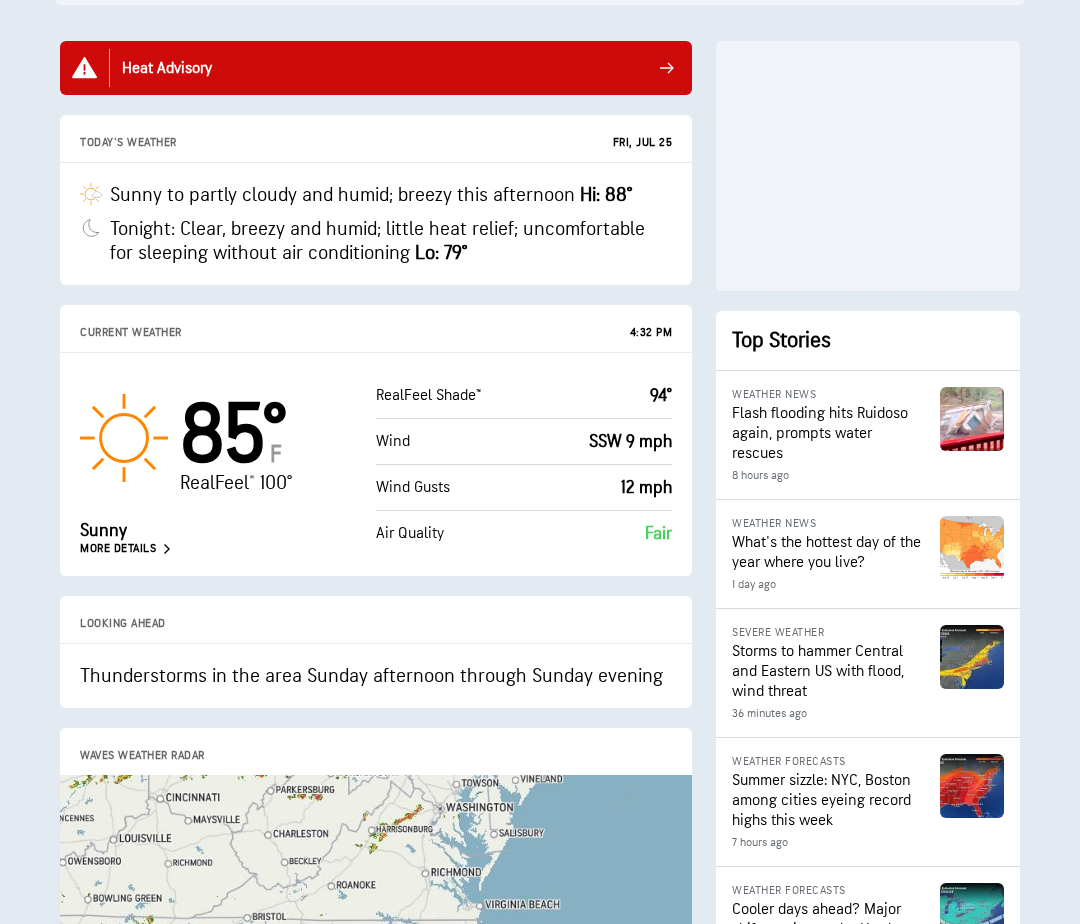 Heat Advisory
TODAY'S WEATHER
FRI, JUL 25
Sunny to partly cloudy and humid; breezy this afternoon Hi: 88°
Tonight: Clear, breezy and humid; little heat relief; uncomfortable
for sleeping without air conditioning Lo: 79°
CURRENT WEATHER
4:32 PM
85°F
RealFeel® 100°
Sunny
MORE DETAILS
RealFeel Shade™ 94°
Wind SSW 9 mph
Wind Gusts 12 mph
Air Quality Fair
LOOKING AHEAD
Thunderstorms in the area Sunday afternoon through Sunday evening
WAVES WEATHER RADAR
PARKERSBURG
TOWSON
VINELAND
CINCINNATI
WASHINGTON
NCENNES
MAYSVILLE
HARRISONBURG
LOUISVILLE
CHARLESTON
SALISBURY
OWENSBORO
RICHMOND
BECKLEY
RICHMOND
ROANOKE
BOWLING GREEN
VIRGINIA BEACH
BRISTOL
Top Stories
WEATHER NEWS
Flash flooding hits Ruidoso
again, prompts water
rescues
8 hours ago
WEATHER NEWS
What's the hottest day of the
year where you live?
1 day ago
SEVERE WEATHER
Storms to hammer Central
and Eastern US with flood,
wind threat
36 minutes ago
WEATHER FORECASTS
Summer sizzle: NYC, Boston
among cities eyeing record
highs this week
7 hours ago
WEATHER FORECASTS
Cooler days ahead? Major